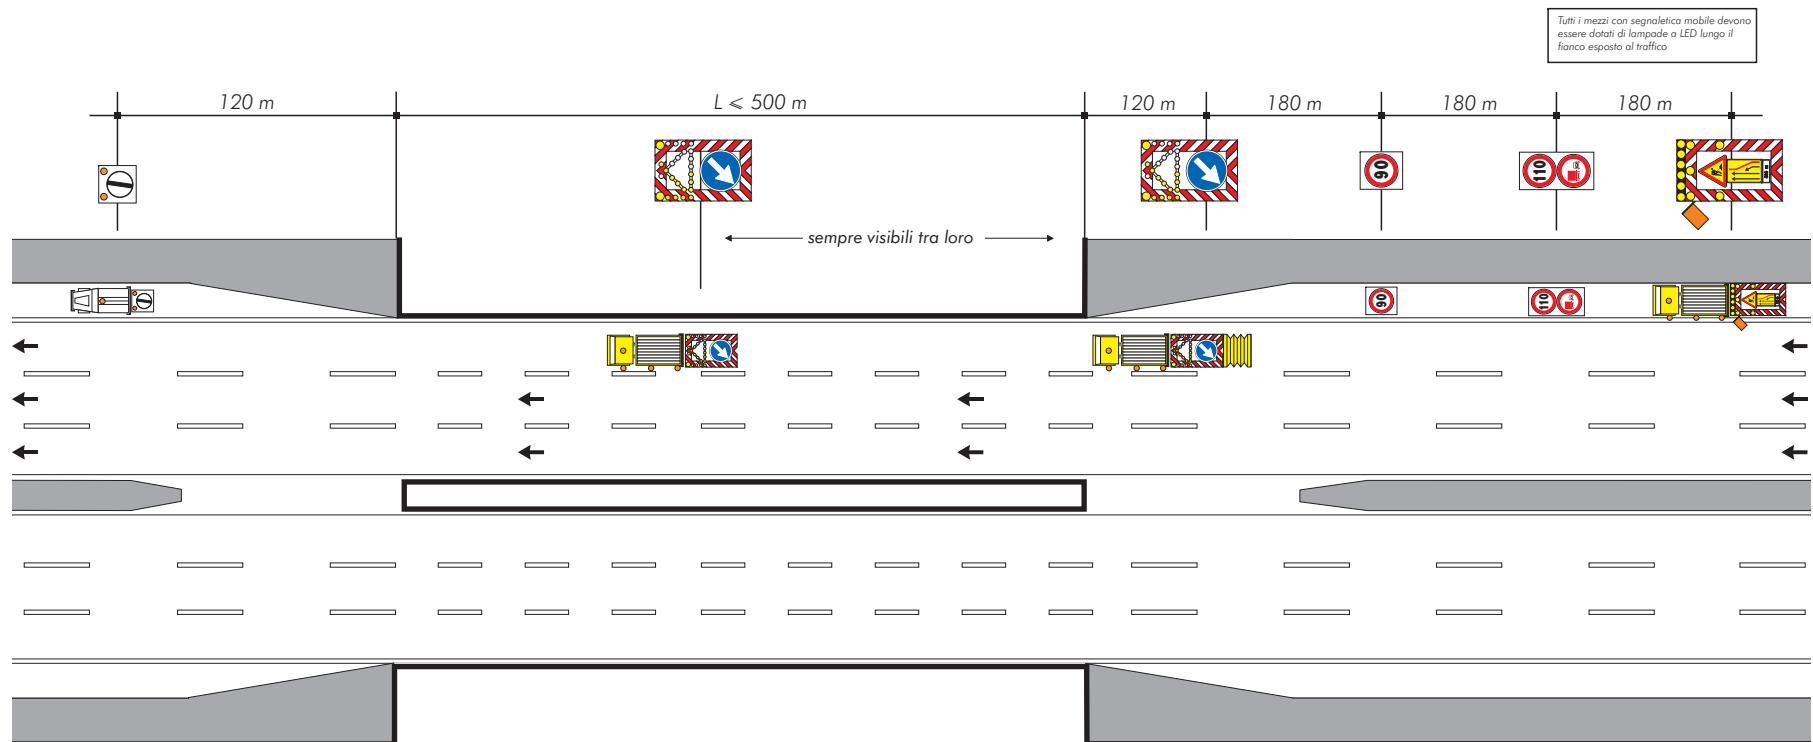 Tutti i mezzi con segnaletica mobile devono
essere dotati di lampade a LED lungo il
fianco esposto al traffico
120 m
L ⩽ 500 m
120 m
180 m
180 m
180 m
90
110
sempre visibili tra loro
90
110